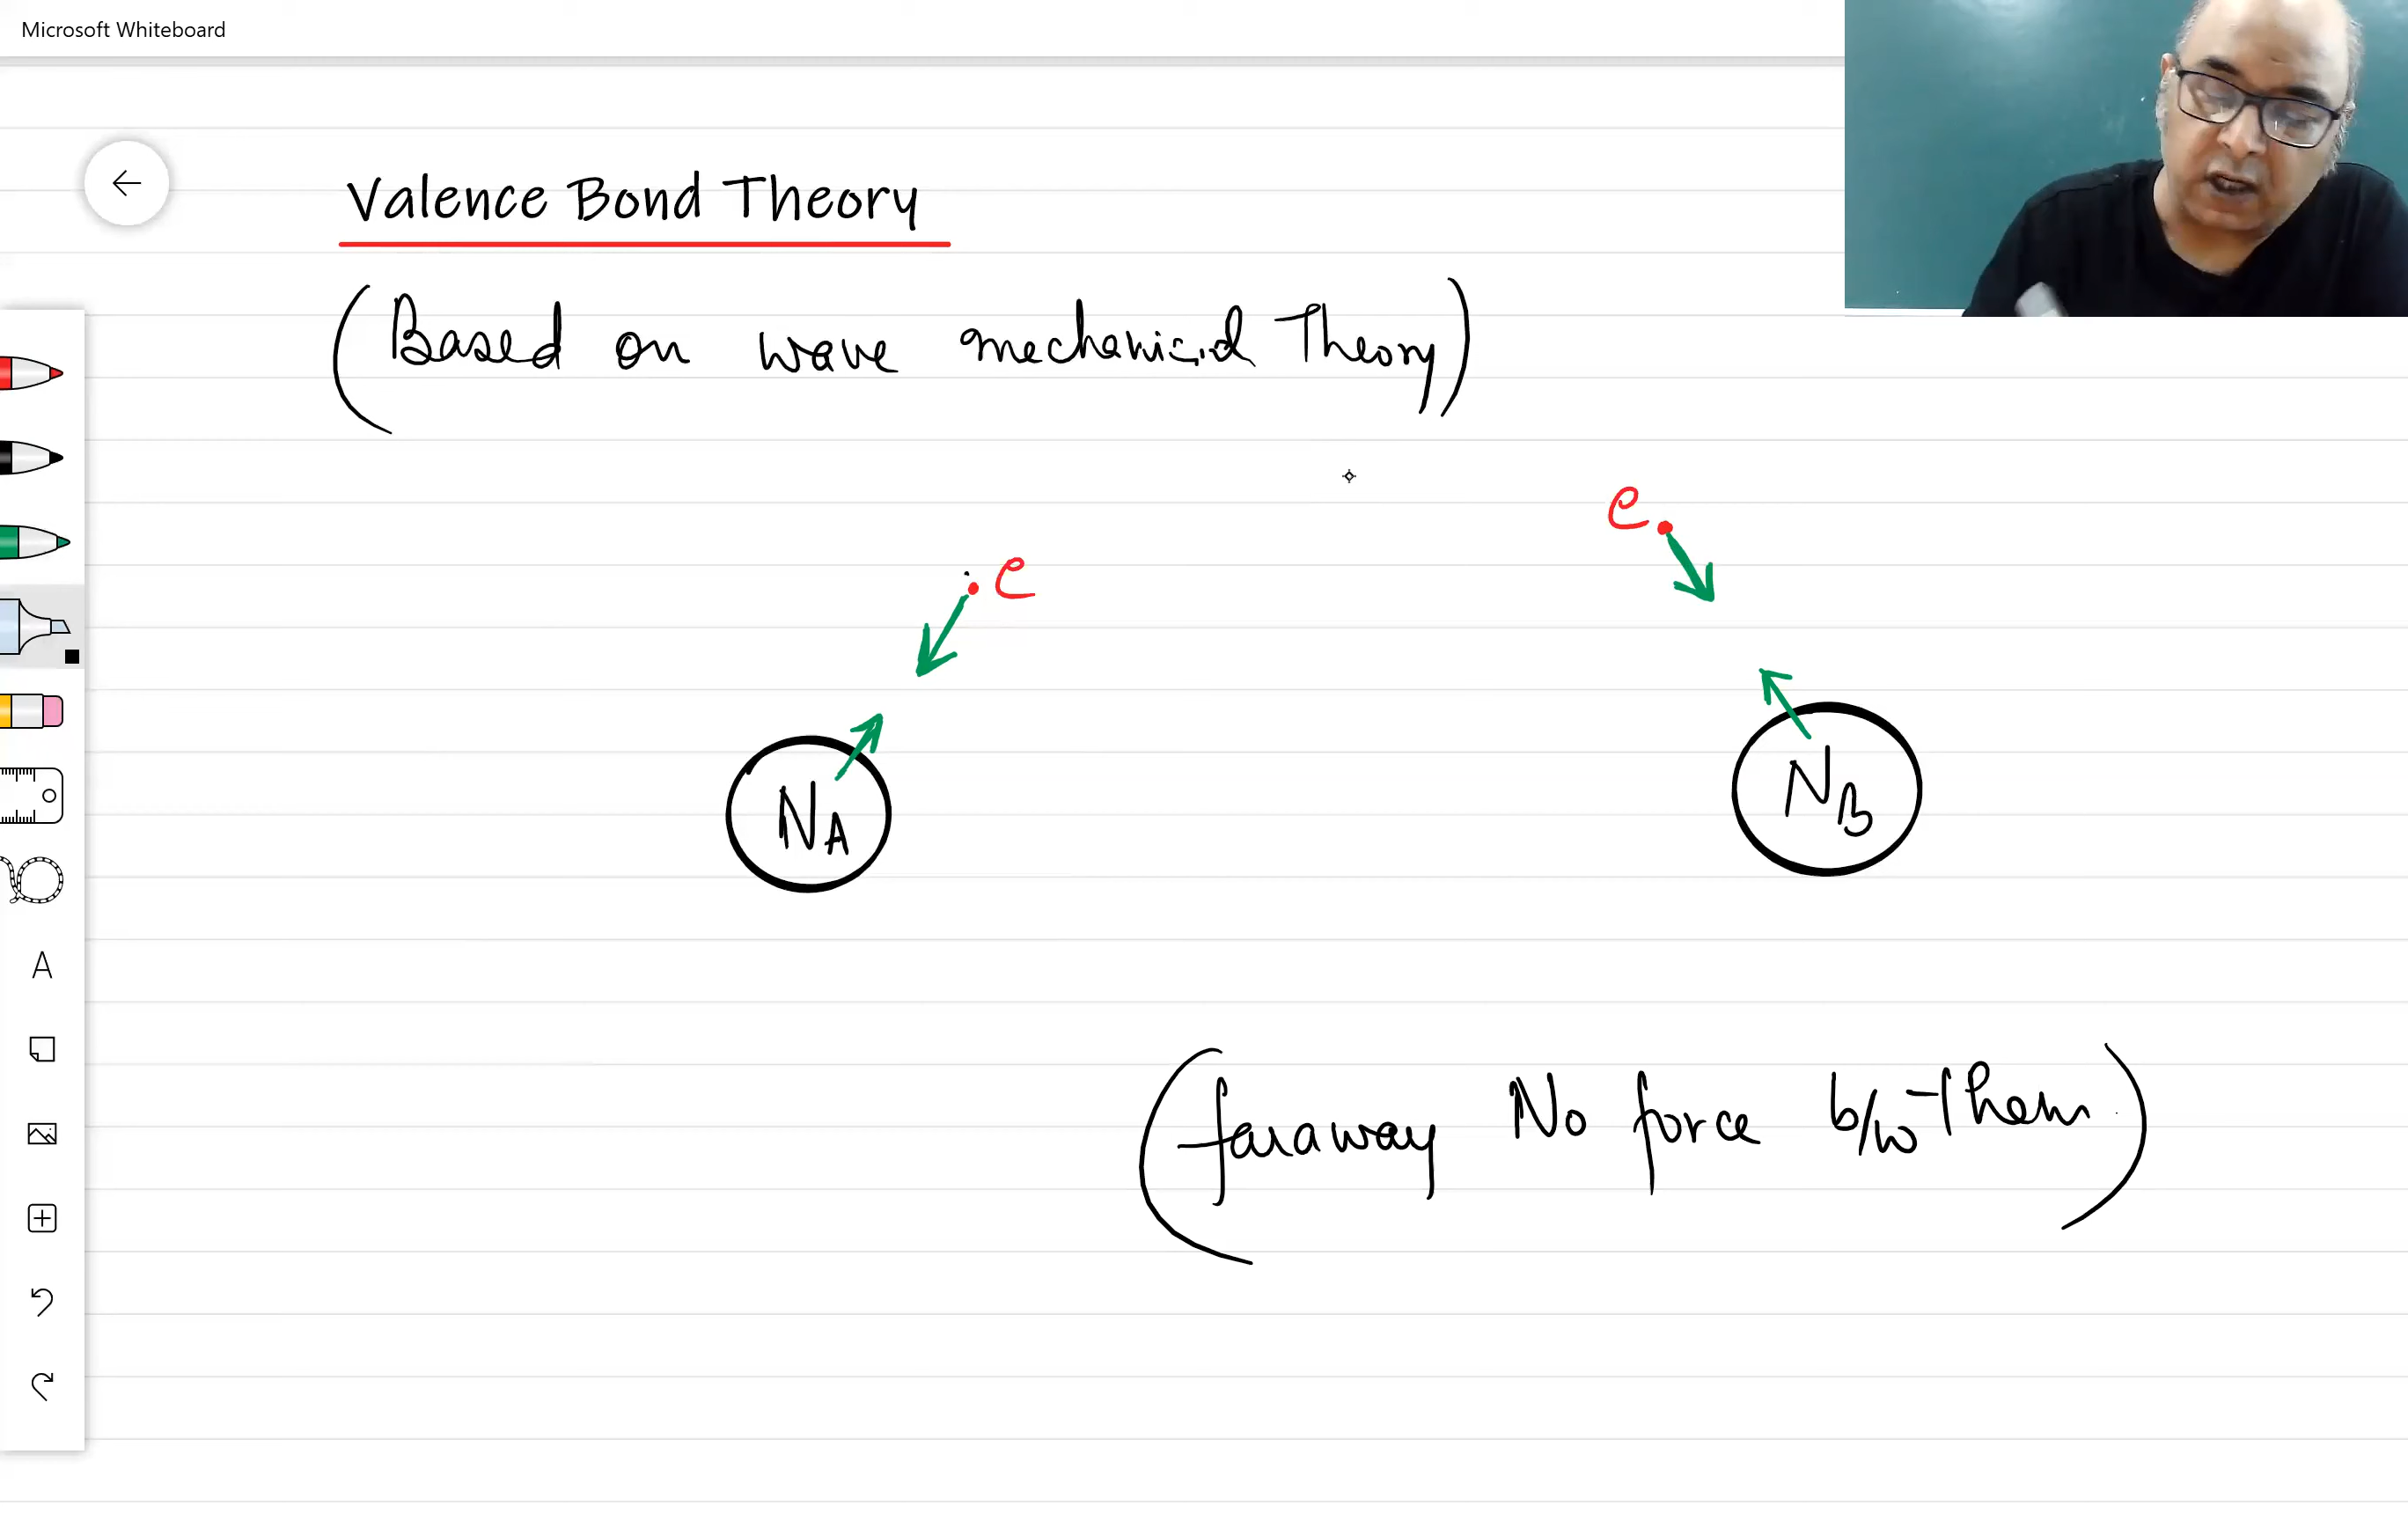 Microsoft Whiteboard
Valence Bond Theory
(Based on wave mechanical Theory)
e
e
NA
NB
(faraway No force b/w Them)
A